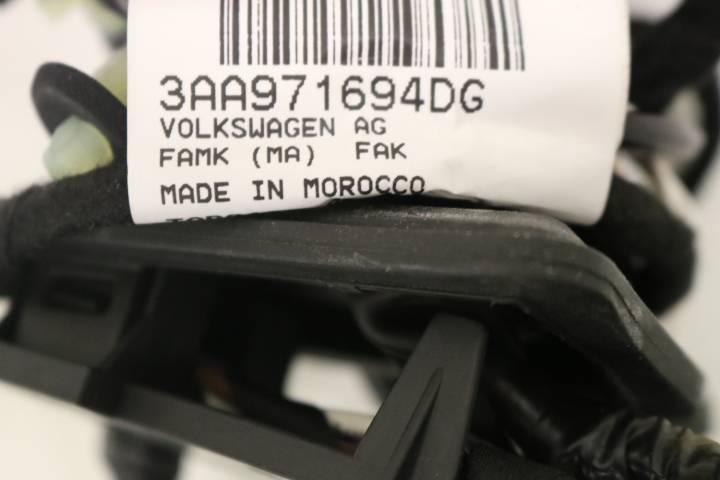 3AA971694DG
VOLKSWAGEN AG
FAMK (MA) FAK
MADE IN MOROCCO